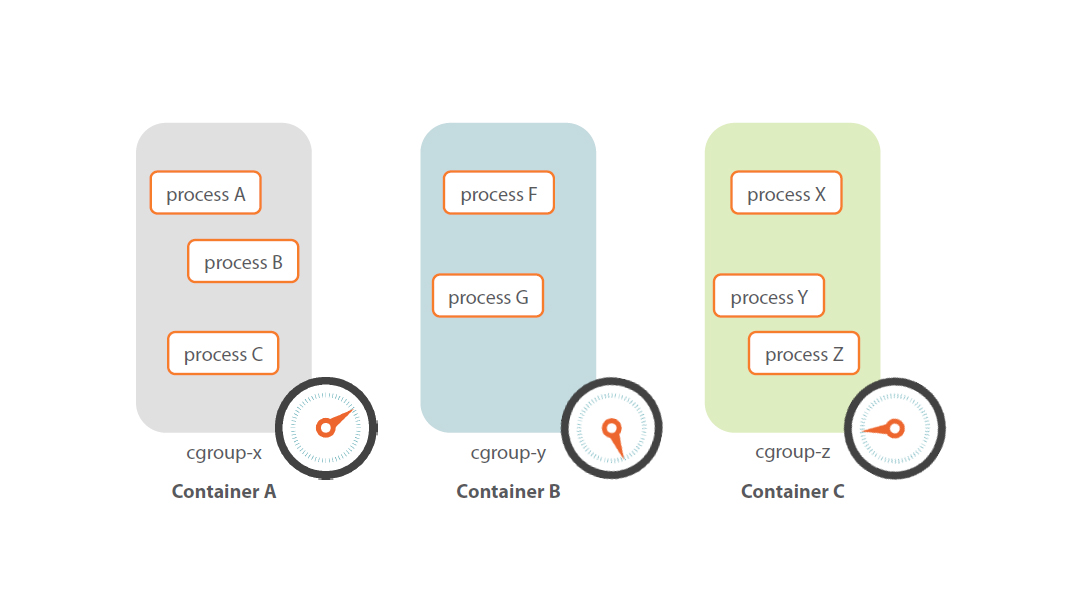 process A
process B
process C
cgroup-x
Container A
process F
process G
cgroup-y
Container B
process X
process Y
process Z
cgroup-z
Container C